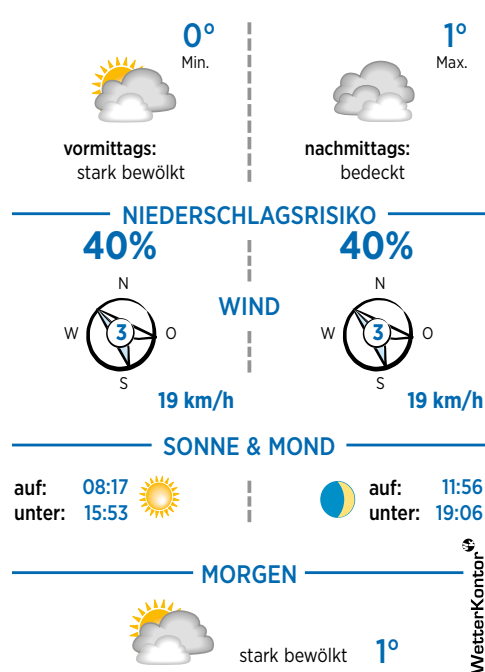 0°
Min.
vormittags:
stark bewölkt
1°
Max.
nachmittags:
bedeckt
NIEDERSCHLAGSRISIKO
40%
40%
WIND
N
W 3 O
S
19 km/h
N
W 3 O
S
19 km/h
SONNE & MOND
auf: 08:17
unter: 15:53
auf: 11:56
unter: 19:06
MORGEN
stark bewölkt 1°
WetterKontor